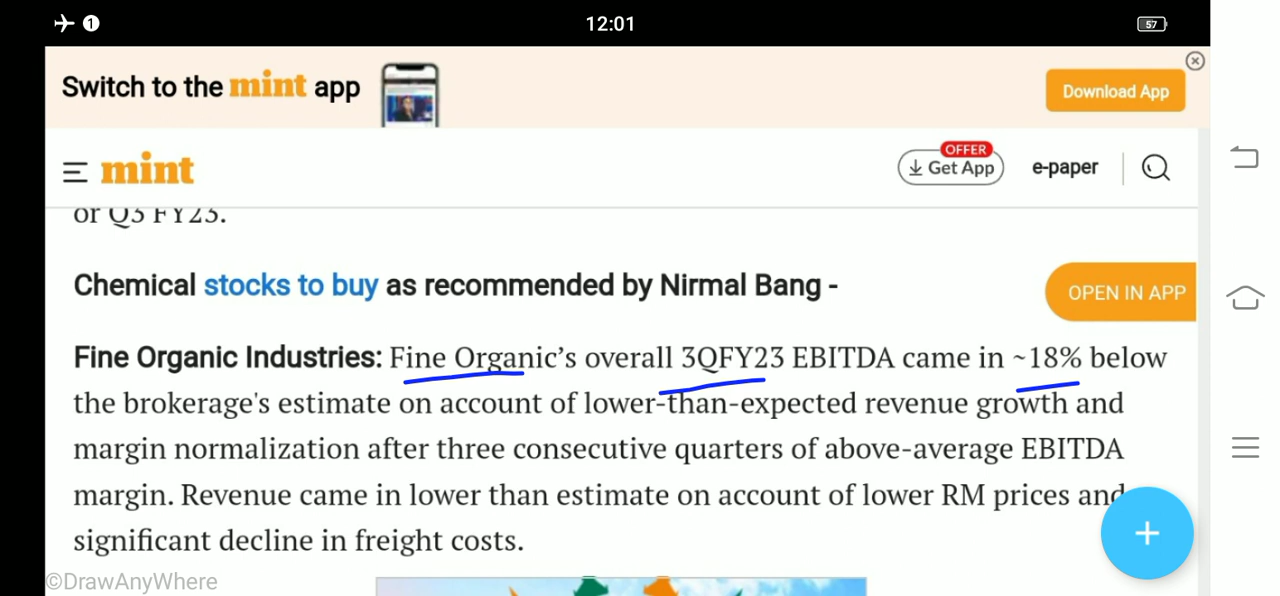 1
12:01
57
Switch to the mint app
Download App
mint
OFFER
Get App
e-paper
or Q3 FY23.
Chemical stocks to buy as recommended by Nirmal Bang -
OPEN IN APP
Fine Organic Industries: Fine Organic's overall 3QFY23 EBITDA came in ~18% below
the brokerage's estimate on account of lower-than-expected revenue growth and
margin normalization after three consecutive quarters of above-average EBITDA
margin. Revenue came in lower than estimate on account of lower RM prices and
significant decline in freight costs.
©DrawAnyWhere